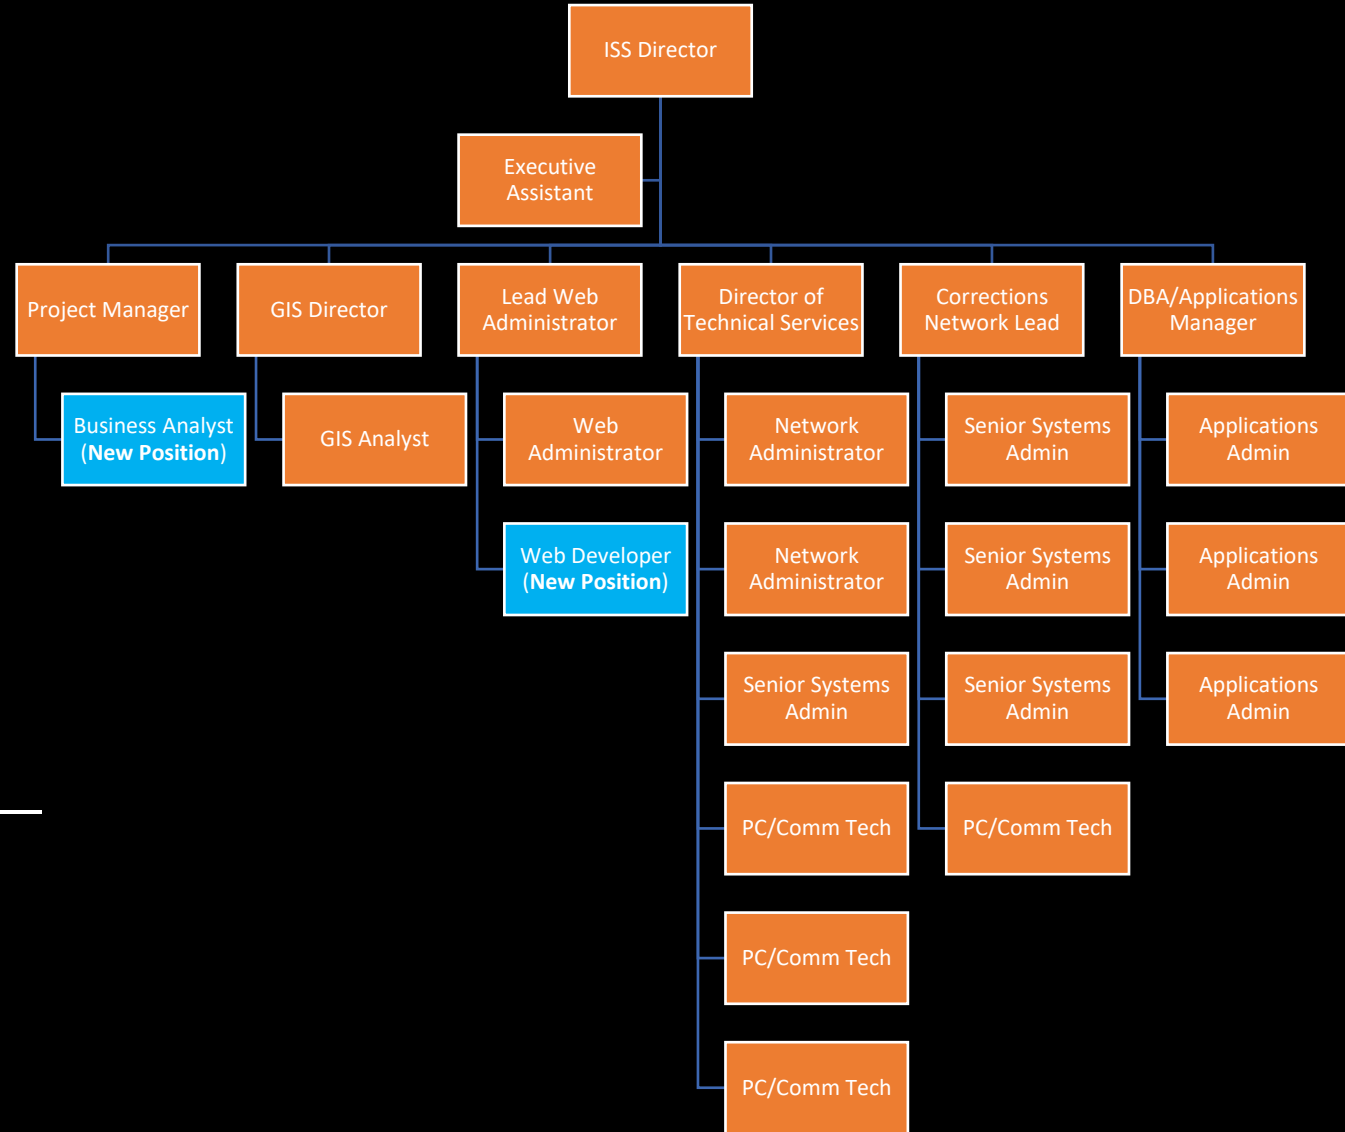 ISS Director
Executive
Assistant
Project Manager
GIS Director
Lead Web
Administrator
Director of
Technical Services
Corrections
Network Lead
DBA/Applications
Manager
Business Analyst
(New Position)
GIS Analyst
Web
Administrator
Network
Administrator
Senior Systems
Admin
Applications
Admin
Web Developer
(New Position)
Network
Administrator
Senior Systems
Admin
Applications
Admin
Senior Systems
Admin
Senior Systems
Admin
Applications
Admin
PC/Comm Tech
PC/Comm Tech
PC/Comm Tech
PC/Comm Tech